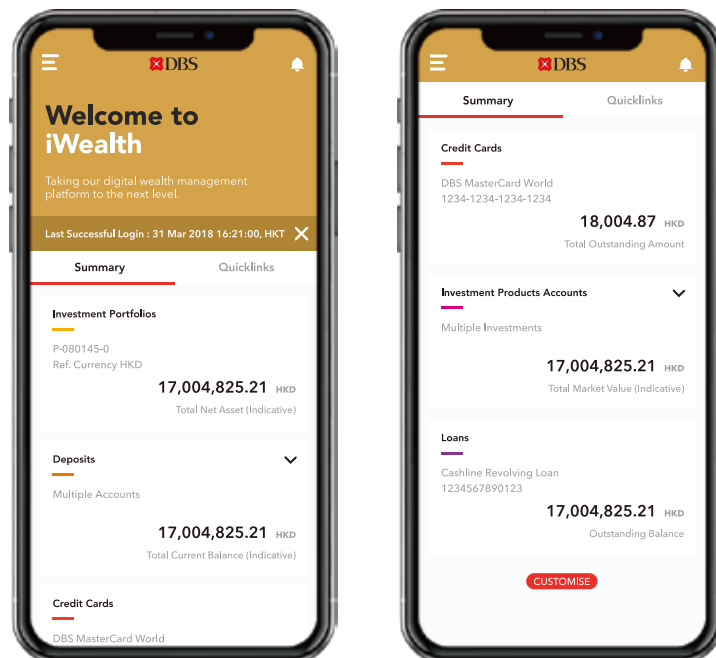 DBS
Welcome to
iWealth
Taking our digital wealth management
platform to the next level.
Last Successful Login : 31 Mar 2018 16:21:00, HKT
Summary Quicklinks
Investment Portfolios
P-080145-0
Ref. Currency HKD
17,004,825.21 HKD
Total Net Asset (Indicative)
Deposits
Multiple Accounts
17,004,825.21 HKD
Total Current Balance (Indicative)
Credit Cards
DBS MasterCard World
DBS
Summary Quicklinks
Credit Cards
DBS MasterCard World
1234-1234-1234-1234
18,004.87 HKD
Total Outstanding Amount
Investment Products Accounts
Multiple Investments
17,004,825.21 HKD
Total Market Value (Indicative)
Loans
Cashline Revolving Loan
1234567890123
17,004,825.21 HKD
Outstanding Balance
CUSTOMISE